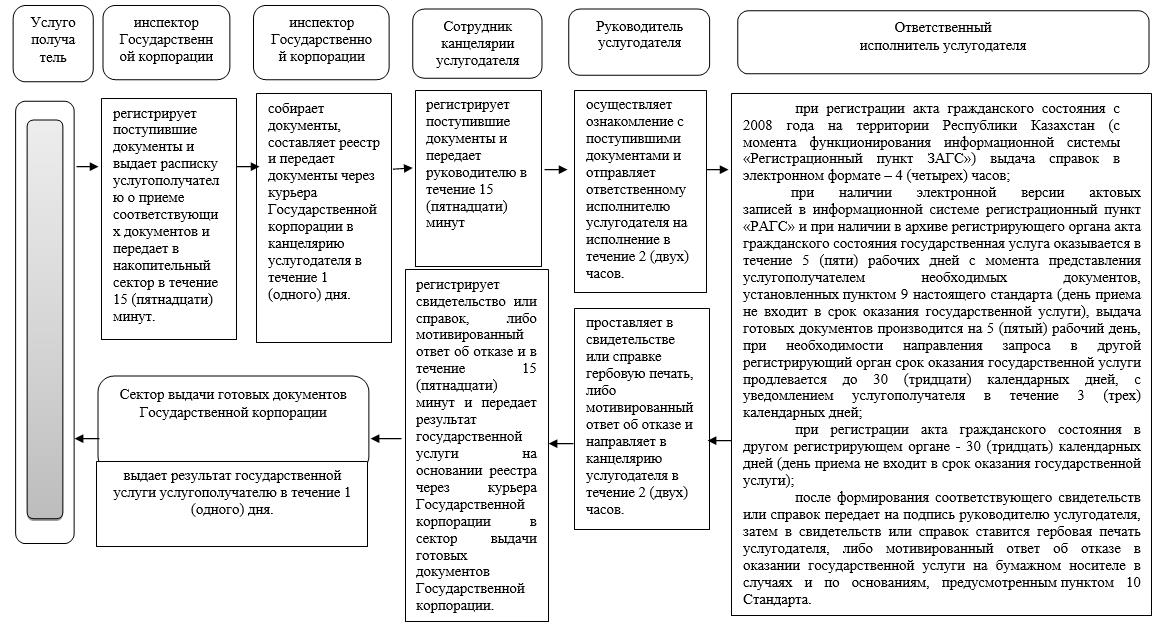 Услуго
получа
тель
инспектор
Государственн
ой корпорации
инспектор
Государственно
й корпорации
Сотрудник
канцелярии
услугодателя
Руководитель
услугодателя
Ответственный
исполнитель услугодателя
регистрирует
поступившие
документы и
выдает расписку
услугополучател
ю о приеме
соответствующи
х документов и
передает в
накопительный
сектор в течение
15 (пятнадцати)
минут.
собирает
документы,
составляет реестр
и передает
документы через
курьера
Государственной
корпорации в
канцелярию
услугодателя в
течение 1
(одного) дня.
регистрирует
поступившие
документы и
передает
руководителю в
течение 15
(пятнадцати)
минут
осуществляет
ознакомление с
поступившими
документами и
отправляет
ответственному
исполнителю
услугодателя на
исполнение в
течение 2 (двух)
часов.
при регистрации акта гражданского состояния с
2008 года на территории Республики Казахстан (с
момента функционирования информационной системы
«Регистрационный пункт ЗАГС») выдача справок в
электронном формате – 4 (четырех) часов;
при наличии электронной версии актовых
записей в информационной системе регистрационный пункт
«РАГС» и при наличии в архиве регистрирующего органа акта
гражданского состояния государственная услуга оказывается в
течение 5 (пяти) рабочих дней с момента представления
услугополучателем необходимых документов,
установленных пунктом 9 настоящего стандарта (день приема
не входит в срок оказания государственной услуги), выдача
готовых документов производится на 5 (пятый) рабочий день,
при необходимости направления запроса в другой
регистрирующий орган срок оказания государственной услуги
продлевается до 30 (тридцати) календарных дней, с
уведомлением услугополучателя в течение 3 (трех)
календарных дней;
при регистрации акта гражданского состояния в
другом регистрирующем органе - 30 (тридцать) календарных
дней (день приема не входит в срок оказания государственной
услуги);
после формирования соответствующего свидетельств
или справок передает на подпись руководителю услугодателя,
затем в свидетельств или справок ставится гербовая печать
услугодателя, либо мотивированный ответ об отказе в
оказании государственной услуги на бумажном носителе в
случаях и по основаниям, предусмотренным пунктом 10
Стандарта.
проставляет в
свидетельстве
или справке
гербовую печать,
либо
мотивированный
ответ об отказе и
направляет в
канцелярию
услугодателя в
течение 2 (двух)
часов.
регистрирует
свидетельство или
справок, либо
мотивированный
ответ об отказе и в
течение 15
(пятнадцати)
минут и передает
результат
государственной
услуги на
основании реестра
через курьера
Государственной
корпорации в
сектор выдачи
готовых
документов
Государственной
корпорации.
Сектор выдачи готовых документов
Государственной корпорации
выдает результат государственной
услуги услугополучателю в течение 1
(одного) дня.